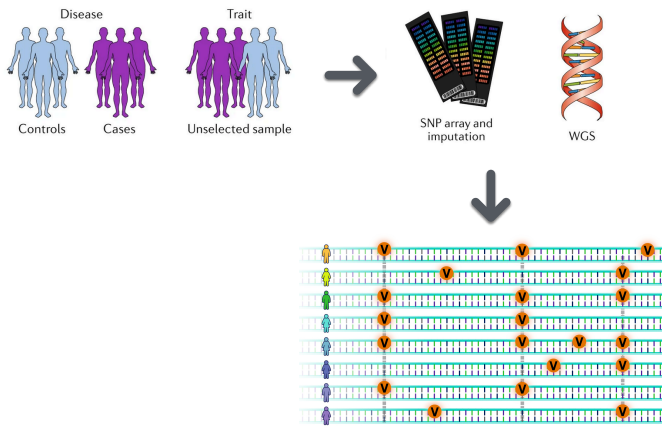 Disease
Trait
Controls
Cases
Unselected sample
SNP array and
imputation
WGS
V V V
V V
V V V
V V
V V V V
V V
V V
V V